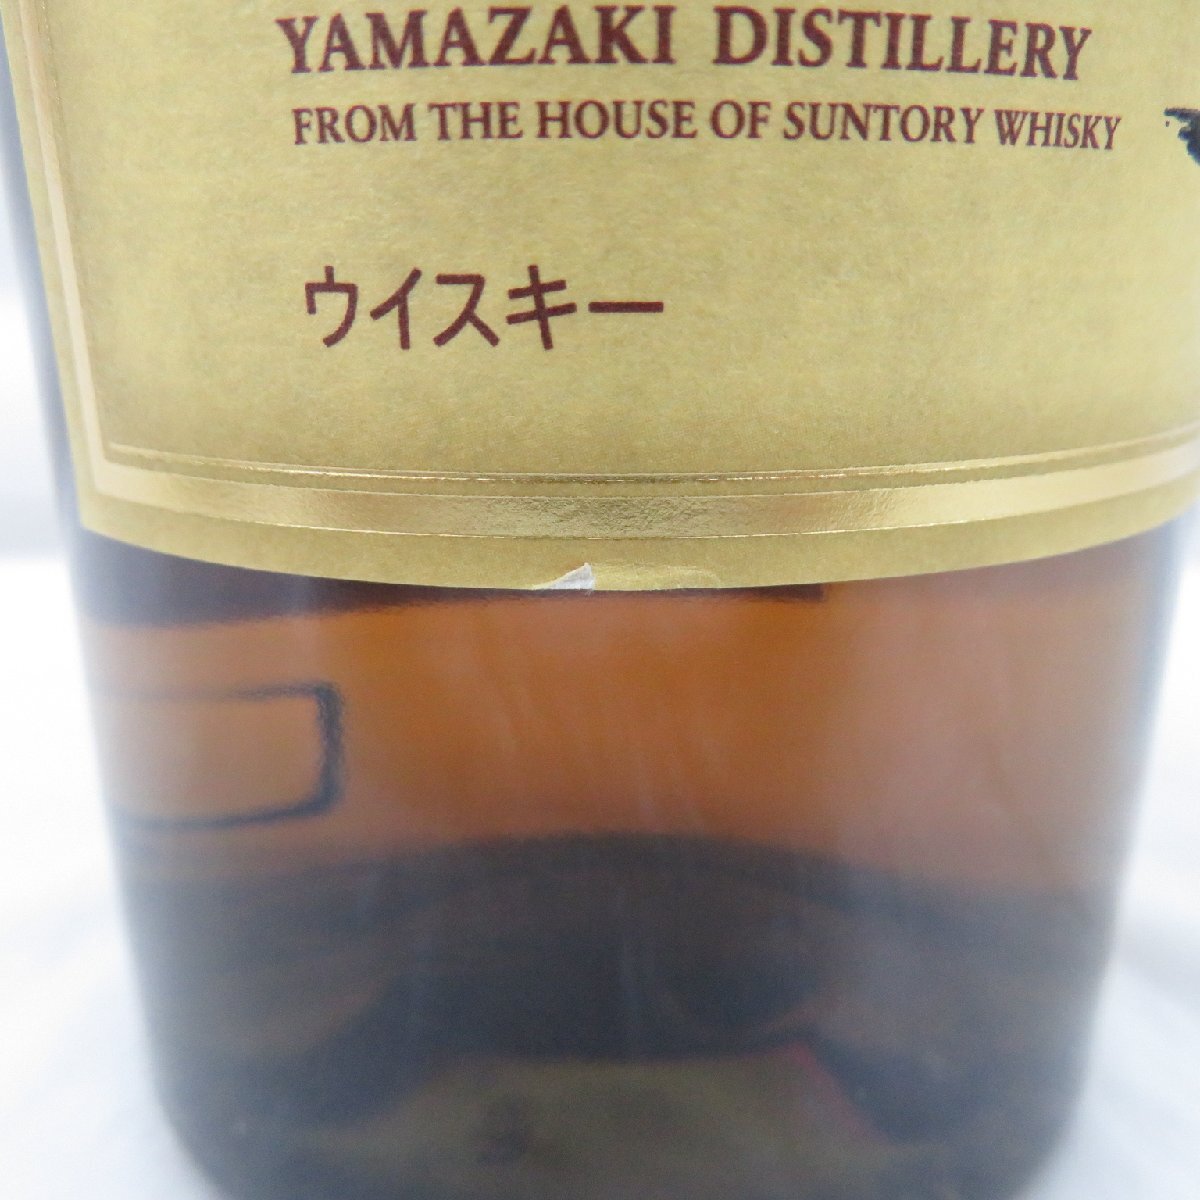 YAMAZAKI DISTILLERY
FROM THE HOUSE OF SUNTORY WHISKY
ウイスキー